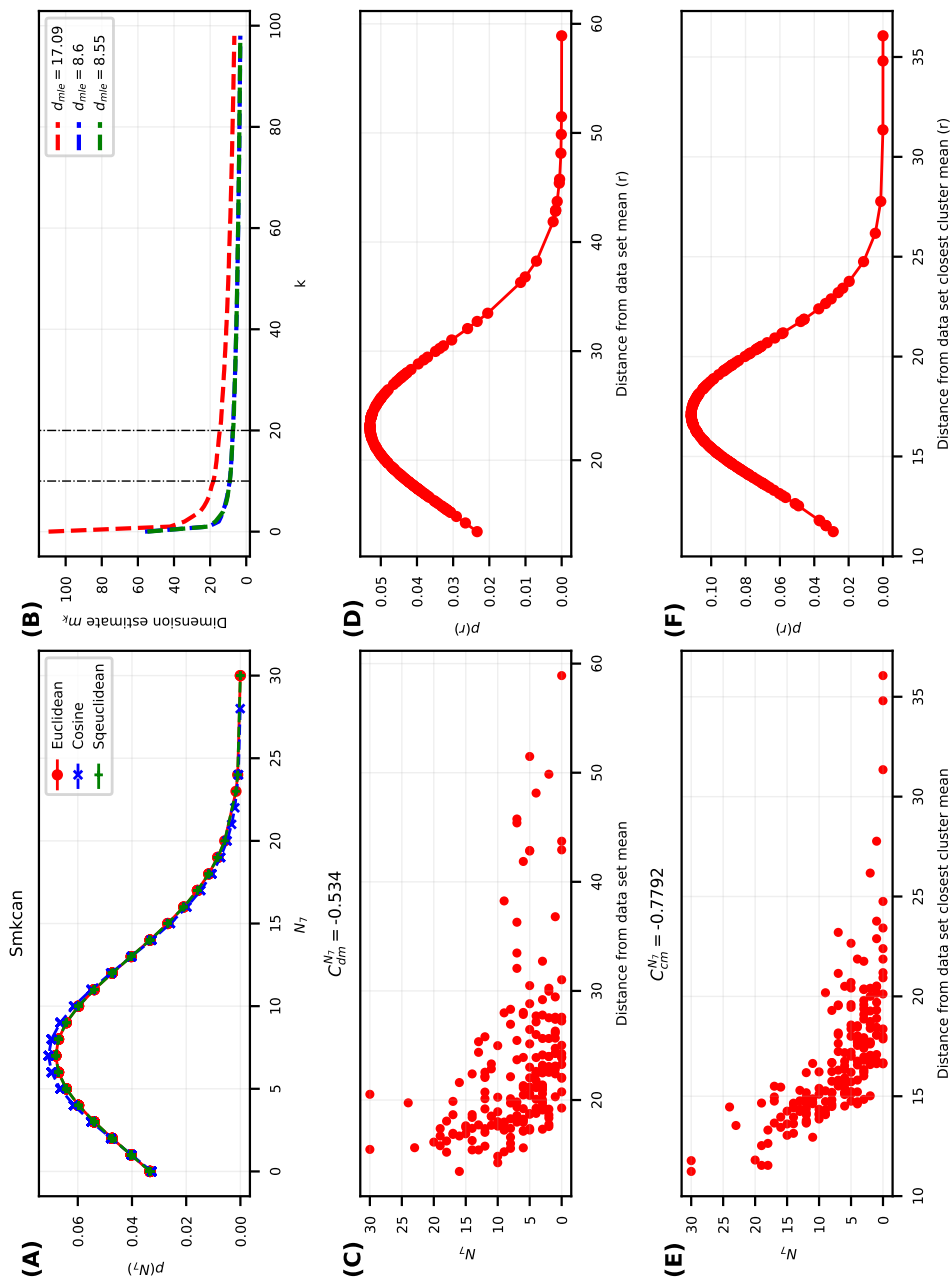 Smkcan
(A)
p(N7)
0.00
0.02
0.04
0.06
0
5
10
15
20
25
30
N7
Euclidean
Cosine
Sqeuclidean
(B)
Dimension estimate mk
0
20
40
60
80
100
0
20
40
60
80
100
k
dmle = 17.09
dmle = 8.6
dmle = 8.55
(C)
C^{N7}_{dm} = -0.534
N7
0
5
10
15
20
25
30
20
30
40
50
60
Distance from data set mean
(D)
p(r)
0.00
0.01
0.02
0.03
0.04
0.05
20
30
40
50
60
Distance from data set mean (r)
(E)
C^{N7}_{cm} = -0.7792
N7
0
5
10
15
20
25
30
10
15
20
25
30
35
Distance from data set closest cluster mean
(F)
p(r)
0.00
0.02
0.04
0.06
0.08
0.10
10
15
20
25
30
35
Distance from data set closest cluster mean (r)